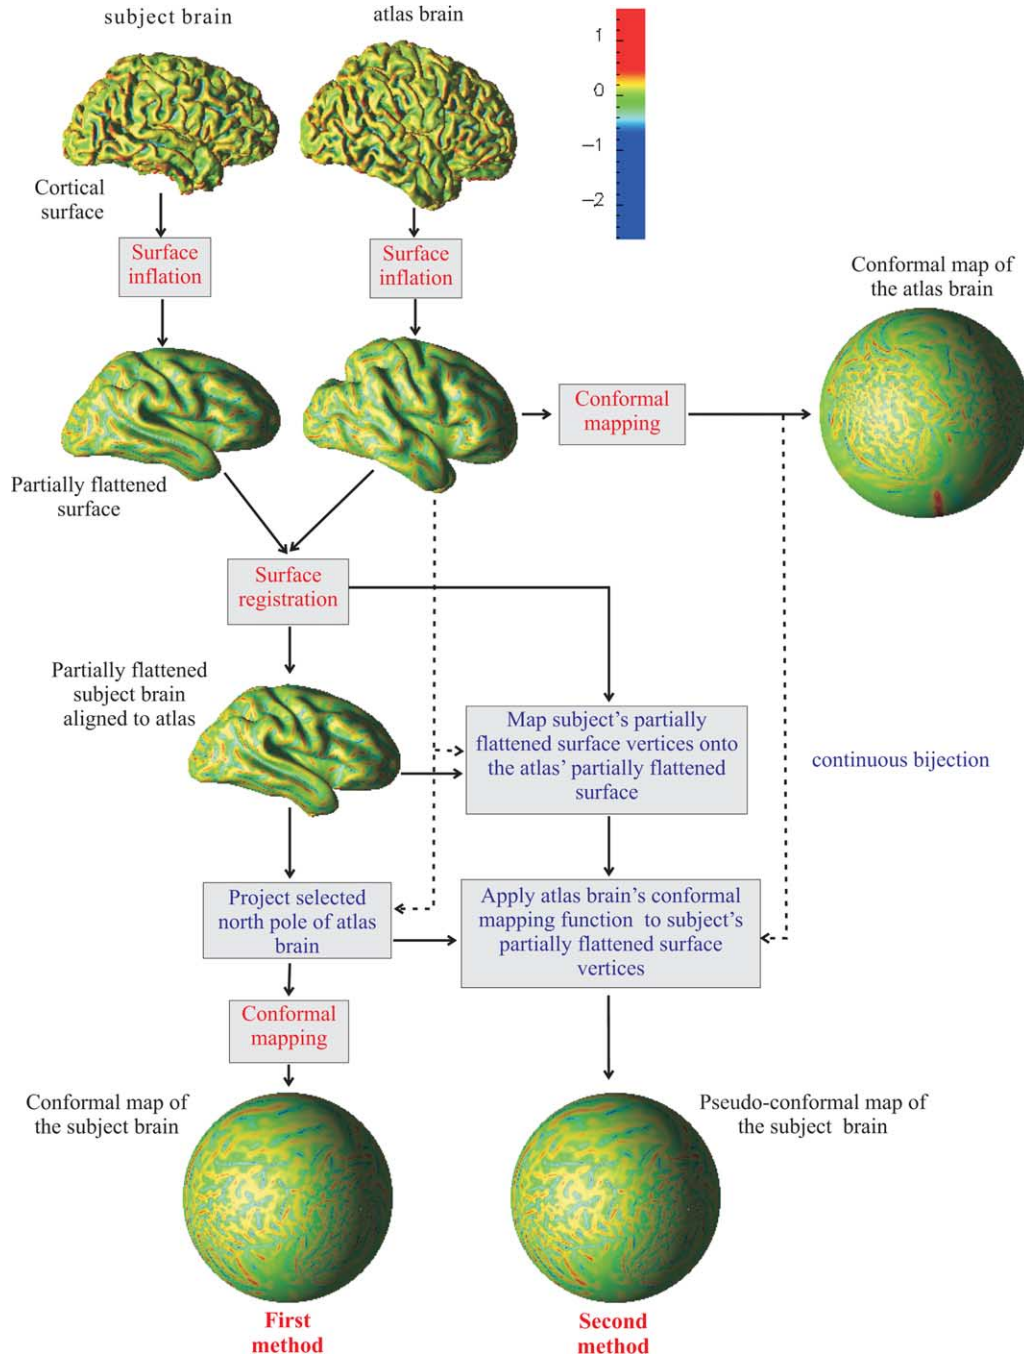 subject brain
atlas brain
1
0
−1
−2
Cortical
surface
Surface
inflation
Surface
inflation
Conformal map of
the atlas brain
Conformal
mapping
Partially flattened
surface
Surface
registration
Partially flattened
subject brain
aligned to atlas
Map subject's partially
flattened surface vertices onto
the atlas' partially flattened
surface
continuous bijection
Project selected
north pole of atlas
brain
Apply atlas brain's conformal
mapping function to subject's
partially flattened surface
vertices
Conformal
mapping
Conformal map of
the subject brain
Pseudo-conformal map of
the subject brain
First
method
Second
method